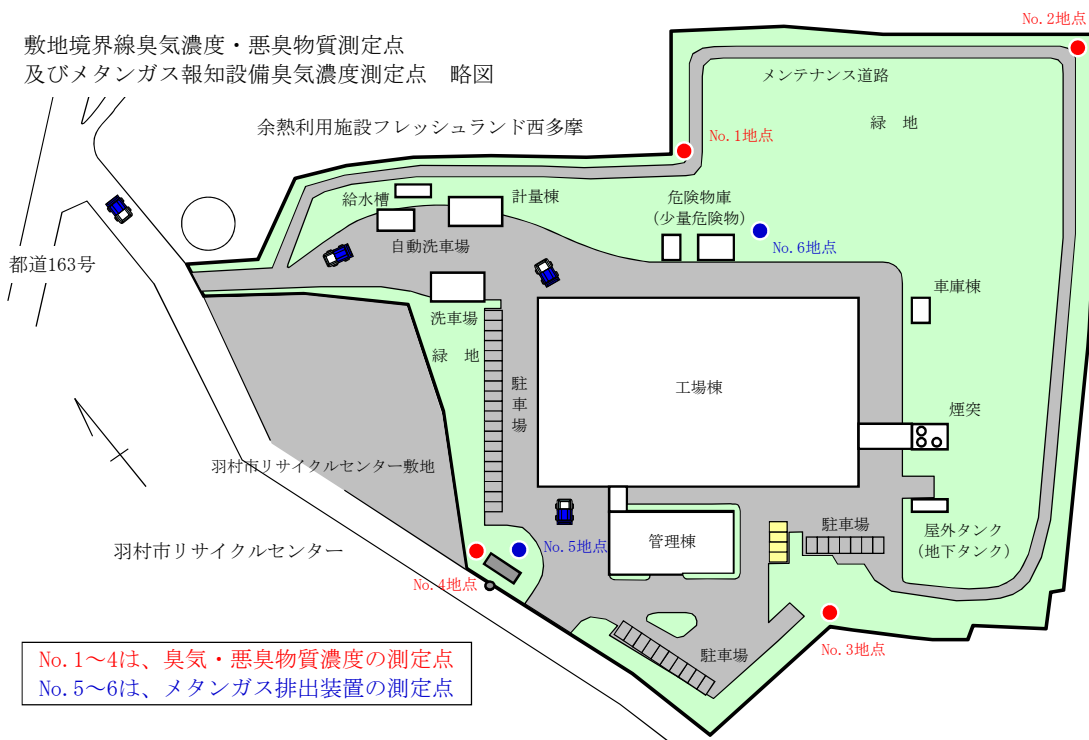 No.2地点
敷地境界線臭気濃度・悪臭物質測定点
及びメタンガス報知設備臭気濃度測定点　略図
メンテナンス道路
余熱利用施設フレッシュランド西多摩
緑　地
No.1地点
給水槽
計量棟
危険物庫
(少量危険物)
自動洗車場
No.6地点
都道163号
車庫棟
洗車場
緑　地
駐車場
工場棟
煙突
羽村市リサイクルセンター敷地
駐車場
屋外タンク
(地下タンク)
管理棟
No.5地点
羽村市リサイクルセンター
No.4地点
No.3地点
駐車場
No.1～4は、臭気・悪臭物質濃度の測定点
No.5～6は、メタンガス排出装置の測定点